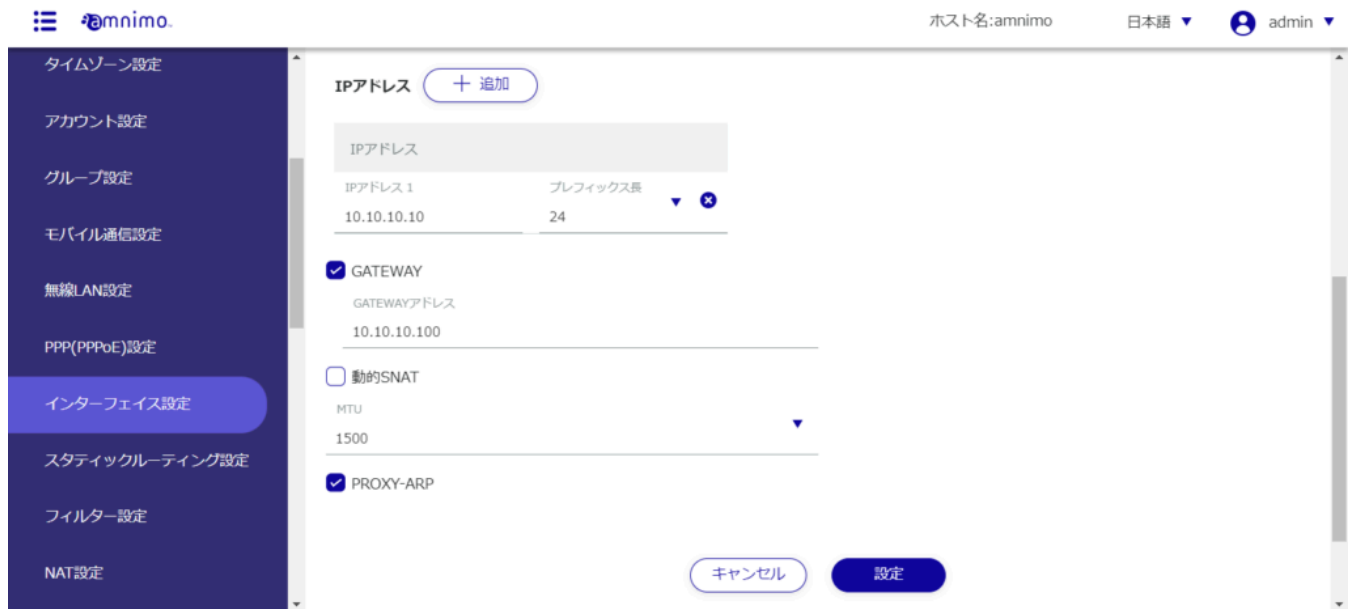 amnimo
ホスト名:amnimo
日本語
admin
タイムゾーン設定
アカウント設定
グループ設定
モバイル通信設定
無線LAN設定
PPP(PPPoE)設定
インターフェイス設定
スタティックルーティング設定
フィルター設定
NAT設定
IPアドレス
+ 追加
IPアドレス
IPアドレス 1
プレフィックス長
10.10.10.10
24
GATEWAY
GATEWAYアドレス
10.10.10.100
動的SNAT
MTU
1500
PROXY-ARP
キャンセル
設定